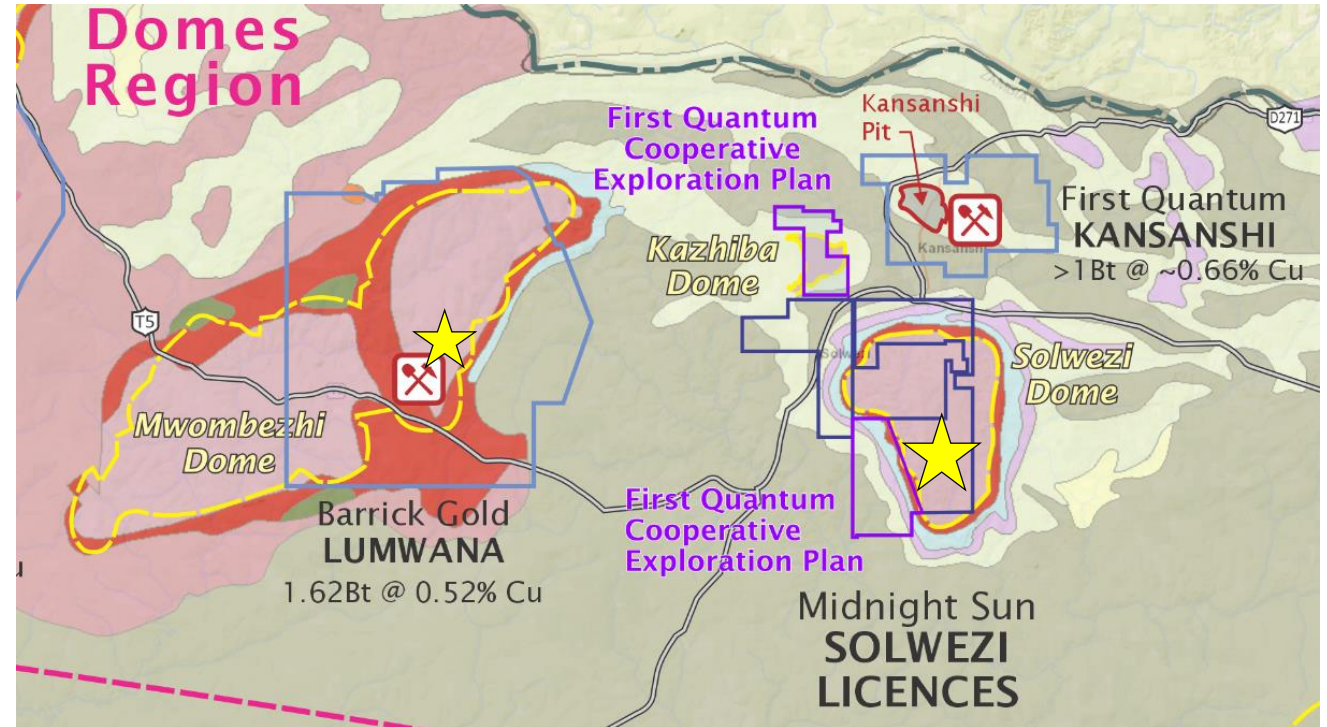 Domes
Region
First Quantum
Cooperative
Exploration Plan
Kansanshi
Pit
D271
First Quantum
KANSANSHI
>1Bt @ ~0.66% Cu
Kansanshi
Kazhiba
Dome
T5
Solwezi
Solwezi
Dome
Mwombezhi
Dome
Barrick Gold
LUMWANA
1.62Bt @ 0.52% Cu
First Quantum
Cooperative
Exploration Plan
Midnight Sun
SOLWEZI
LICENCES